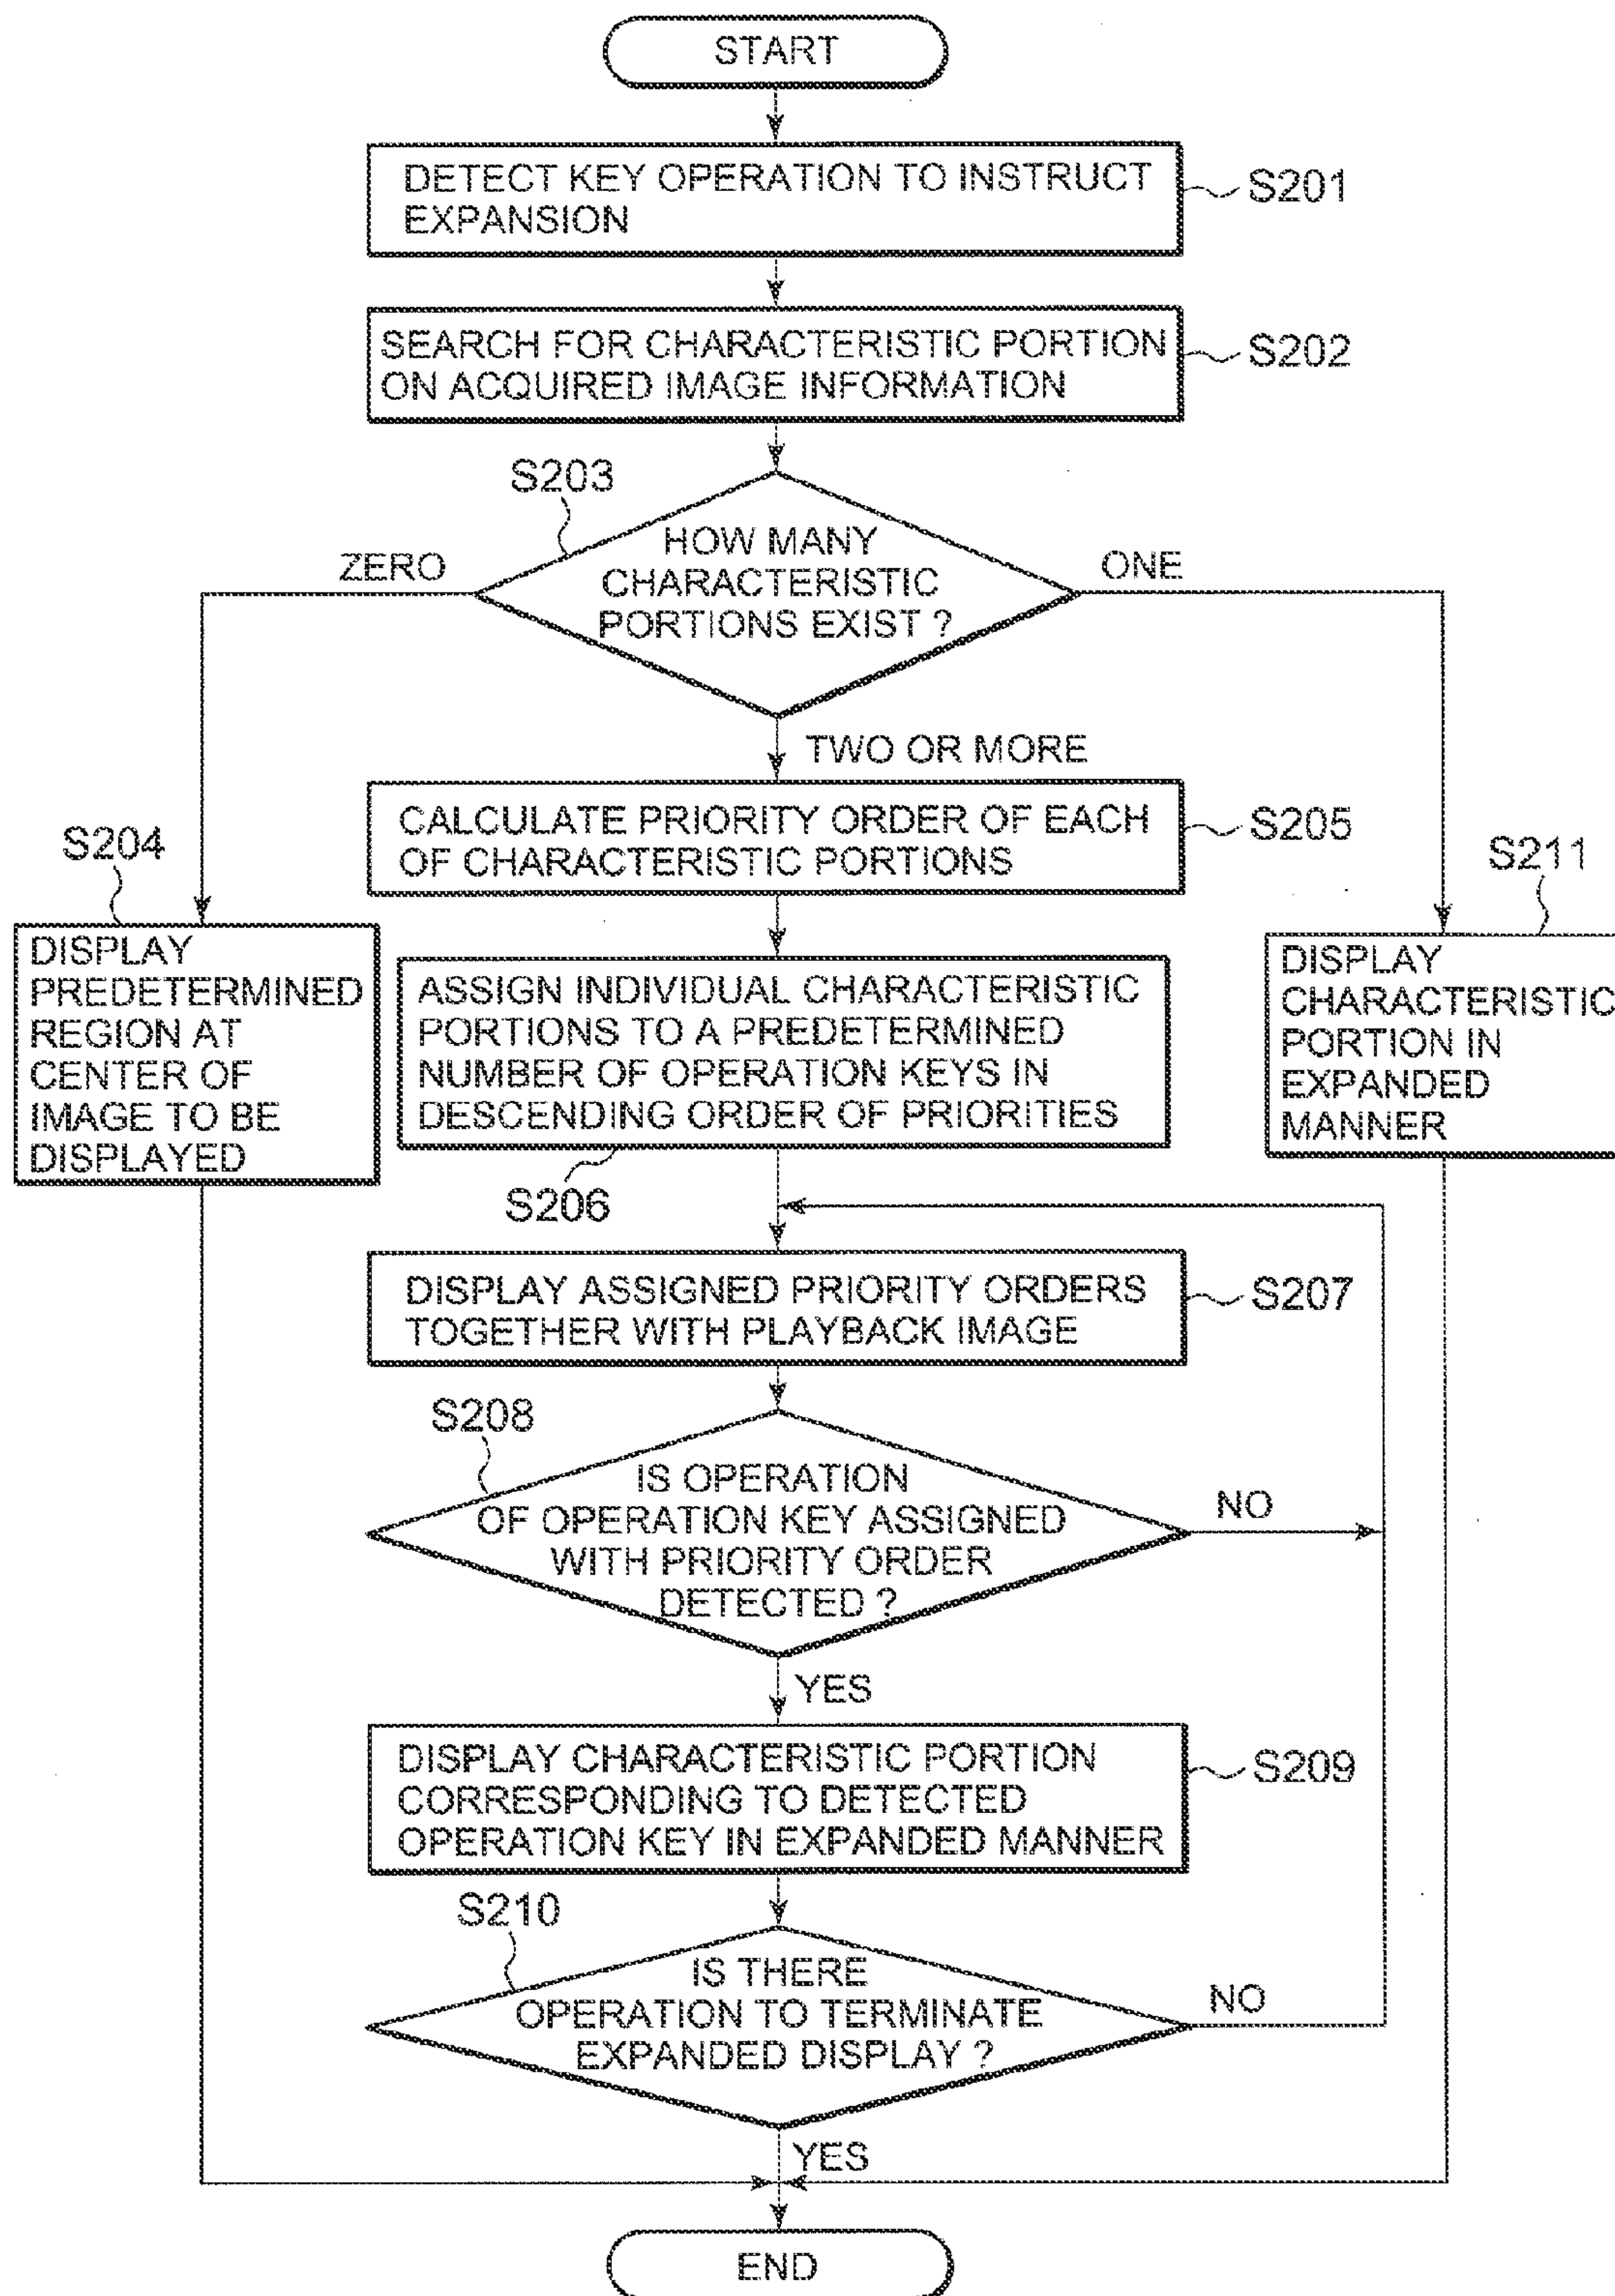 START
DETECT KEY OPERATION TO INSTRUCT
EXPANSION
S201
SEARCH FOR CHARACTERISTIC PORTION
ON ACQUIRED IMAGE INFORMATION
S202
S203
HOW MANY
CHARACTERISTIC
PORTIONS EXIST ?
ZERO
ONE
TWO OR MORE
CALCULATE PRIORITY ORDER OF EACH
OF CHARACTERISTIC PORTIONS
S205
S204
DISPLAY
PREDETERMINED
REGION AT
CENTER OF
IMAGE TO BE
DISPLAYED
ASSIGN INDIVIDUAL CHARACTERISTIC
PORTIONS TO A PREDETERMINED
NUMBER OF OPERATION KEYS IN
DESCENDING ORDER OF PRIORITIES
S206
S211
DISPLAY
CHARACTERISTIC
PORTION IN
EXPANDED
MANNER
DISPLAY ASSIGNED PRIORITY ORDERS
TOGETHER WITH PLAYBACK IMAGE
S207
S208
IS OPERATION
OF OPERATION KEY ASSIGNED
WITH PRIORITY ORDER
DETECTED ?
NO
YES
DISPLAY CHARACTERISTIC PORTION
CORRESPONDING TO DETECTED
OPERATION KEY IN EXPANDED MANNER
S209
S210
IS THERE
OPERATION TO TERMINATE
EXPANDED DISPLAY ?
NO
YES
END